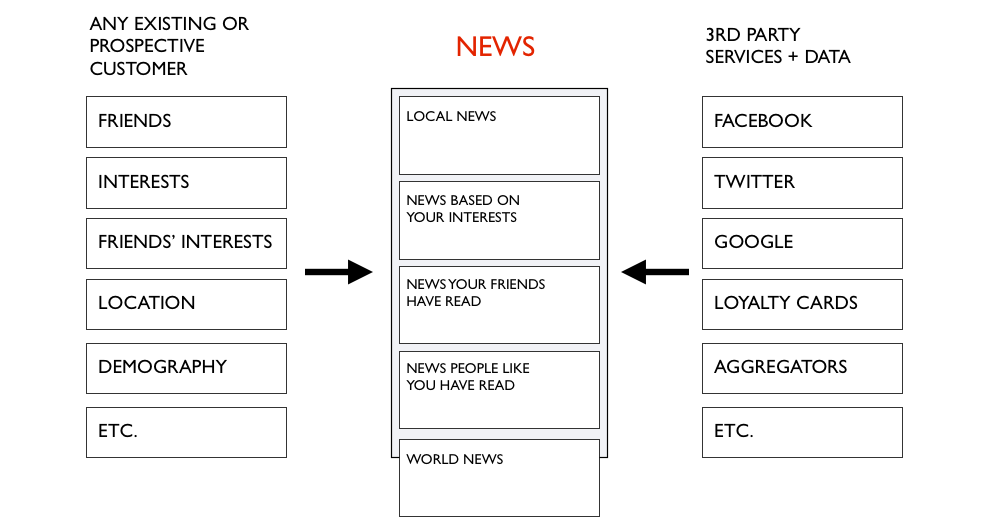 ANY EXISTING OR
PROSPECTIVE
CUSTOMER
FRIENDS
INTERESTS
FRIENDS’ INTERESTS
LOCATION
DEMOGRAPHY
ETC.
NEWS
LOCAL NEWS
NEWS BASED ON
YOUR INTERESTS
NEWS YOUR FRIENDS
HAVE READ
NEWS PEOPLE LIKE
YOU HAVE READ
WORLD NEWS
3RD PARTY
SERVICES + DATA
FACEBOOK
TWITTER
GOOGLE
LOYALTY CARDS
AGGREGATORS
ETC.